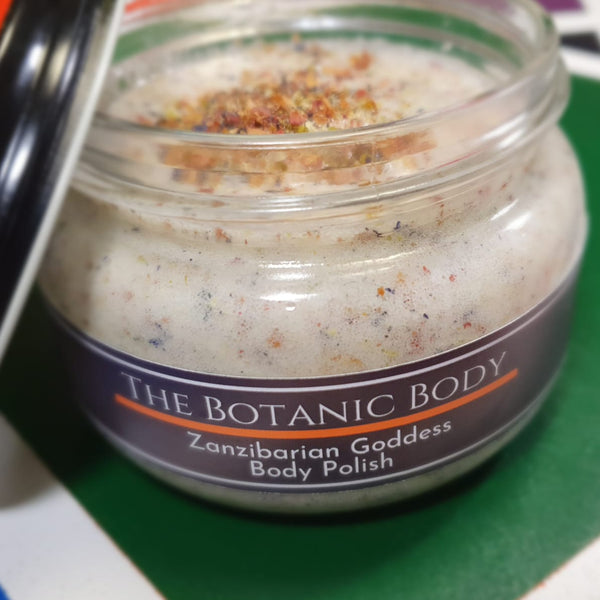 The Botanic Body
Zanzibarian Goddess
Body Polish